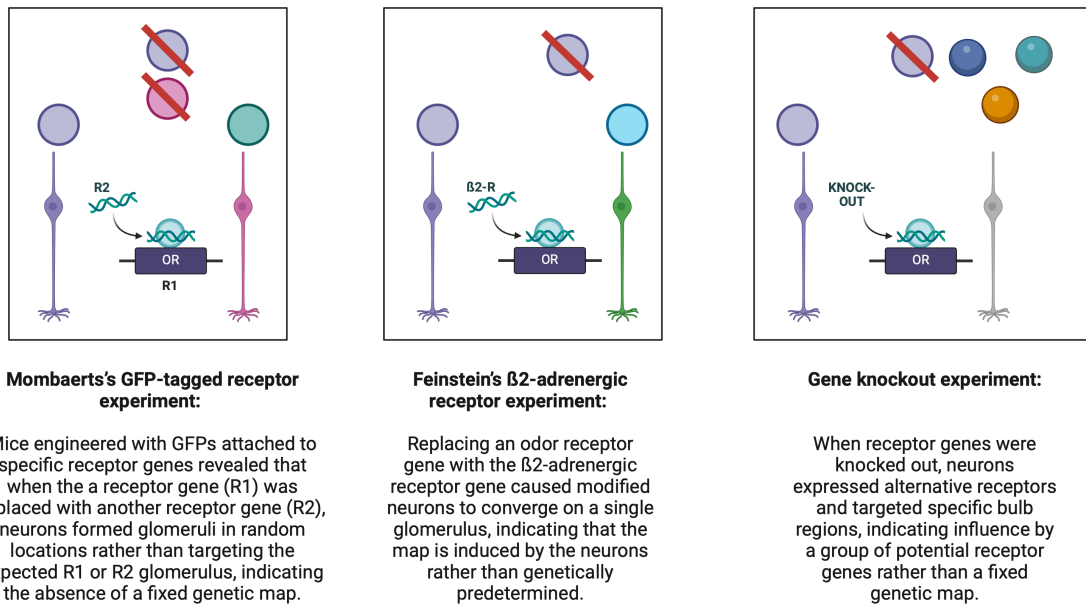 R2
OR
R1
Mombaerts's GFP-tagged receptor
experiment:
ice engineered with GFPs attached to
specific receptor genes revealed that
when the a receptor gene (R1) was
placed with another receptor gene (R2),
neurons formed glomeruli in random
locations rather than targeting the
pected R1 or R2 glomerulus, indicating
the absence of a fixed genetic map.
ß2-R
OR
Feinstein's ß2-adrenergic
receptor experiment:
Replacing an odor receptor
gene with the ß2-adrenergic
receptor gene caused modified
neurons to converge on a single
glomerulus, indicating that the
map is induced by the neurons
rather than genetically
predetermined.
KNOCK-
OUT
OR
Gene knockout experiment:
When receptor genes were
knocked out, neurons
expressed alternative receptors
and targeted specific bulb
regions, indicating influence by
a group of potential receptor
genes rather than a fixed
genetic map.